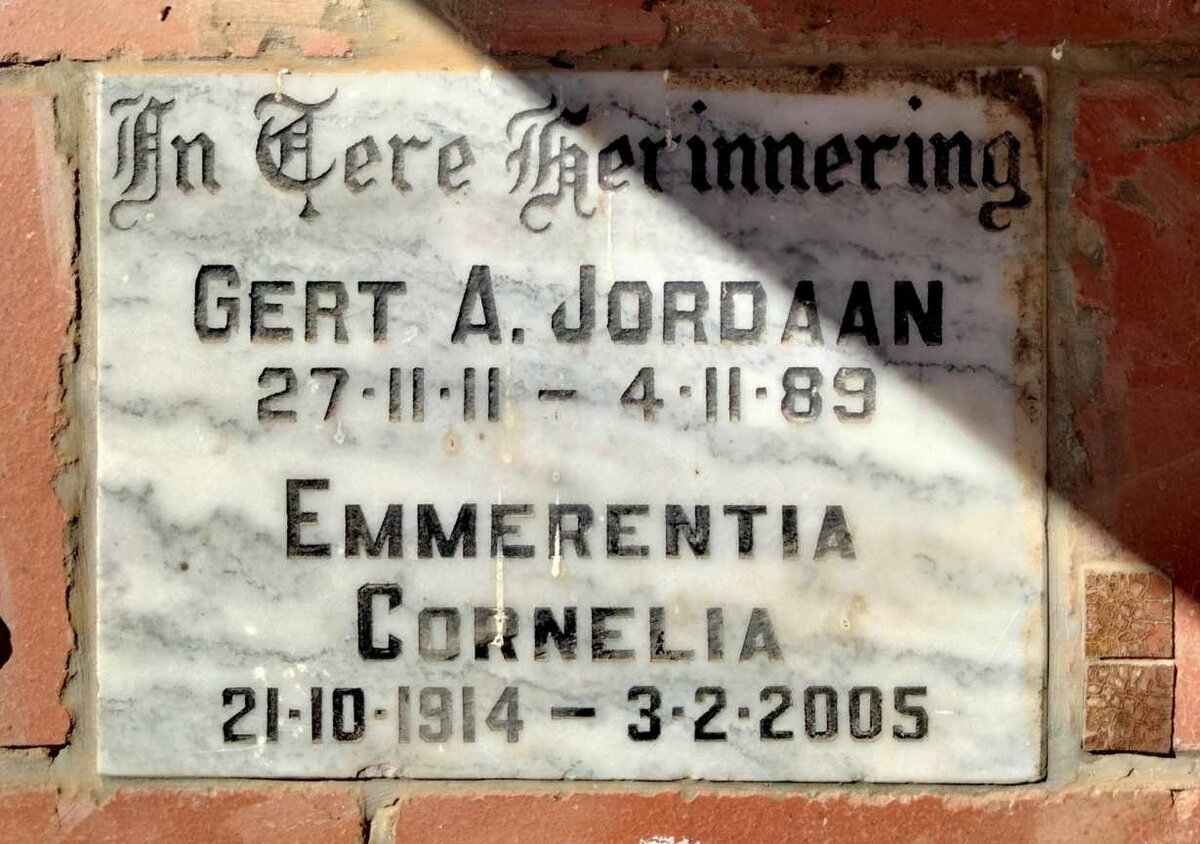 In Tere Herinnering
GERT A. JORDAAN
27·11·11 – 4·11·89
EMMERENTIA
CORNELIA
21·10·1914 – 3·2·2005